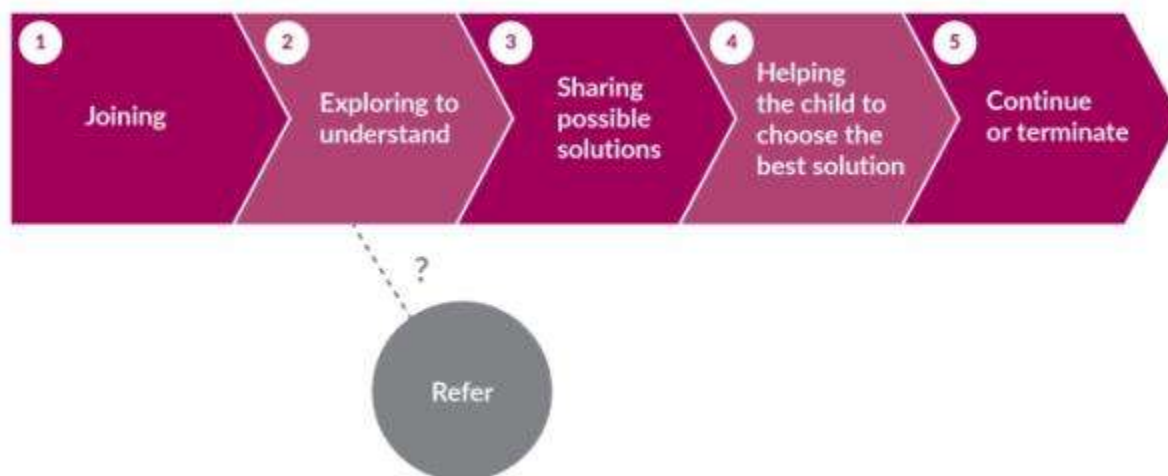 1
Joining
2
Exploring to
understand
3
Sharing
possible
solutions
4
Helping
the child to
choose the
best solution
5
Continue
or terminate
?
Refer